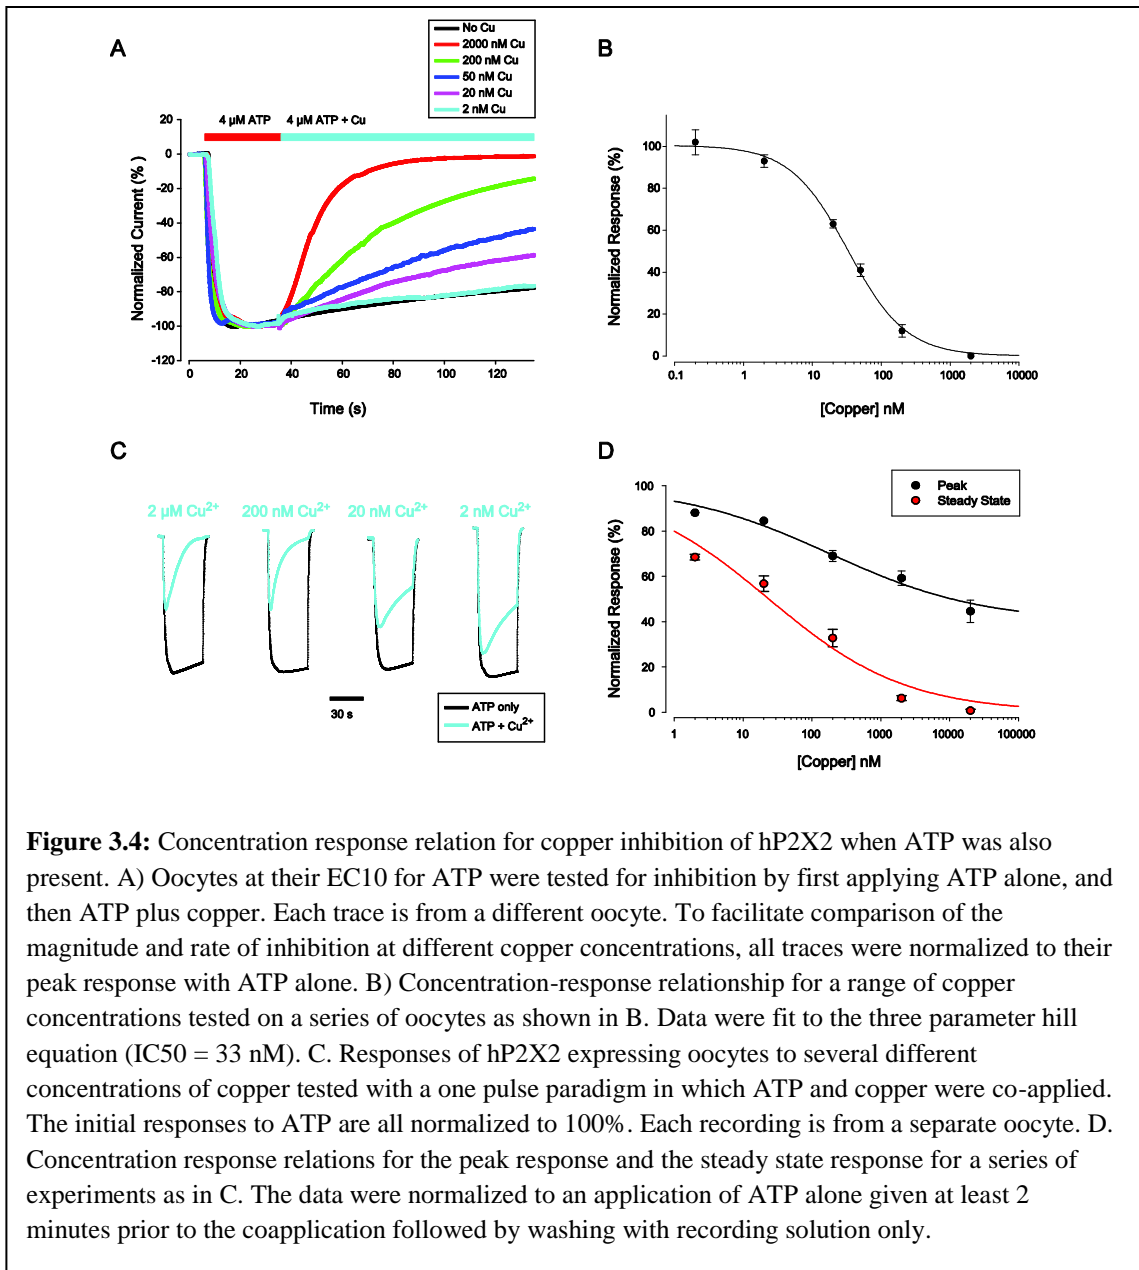 A
No Cu
2000 nM Cu
200 nM Cu
50 nM Cu
20 nM Cu
2 nM Cu
4 µM ATP
4 µM ATP + Cu
20
0
-20
-40
-60
-80
-100
-120
Normalized Current (% )
0
20
40
60
80
100
120
Time (s)
B
100
80
60
40
20
0
Normalized Response (%)
0.1
1
10
100
1000
10000
[Copper] nM
C
2 µM Cu²⁺
200 nM Cu²⁺
20 nM Cu²⁺
2 nM Cu²⁺
30 s
ATP only
ATP + Cu²⁺
D
Peak
Steady State
100
80
60
40
20
0
Normalized Response (%)
1
10
100
1000
10000
100000
[Copper] nM
Figure 3.4: Concentration response relation for copper inhibition of hP2X2 when ATP was also
present. A) Oocytes at their EC10 for ATP were tested for inhibition by first applying ATP alone, and
then ATP plus copper. Each trace is from a different oocyte. To facilitate comparison of the
magnitude and rate of inhibition at different copper concentrations, all traces were normalized to their
peak response with ATP alone. B) Concentration-response relationship for a range of copper
concentrations tested on a series of oocytes as shown in B. Data were fit to the three parameter hill
equation (IC50 = 33 nM). C. Responses of hP2X2 expressing oocytes to several different
concentrations of copper tested with a one pulse paradigm in which ATP and copper were co-applied.
The initial responses to ATP are all normalized to 100%. Each recording is from a separate oocyte. D.
Concentration response relations for the peak response and the steady state response for a series of
experiments as in C. The data were normalized to an application of ATP alone given at least 2
minutes prior to the coapplication followed by washing with recording solution only.